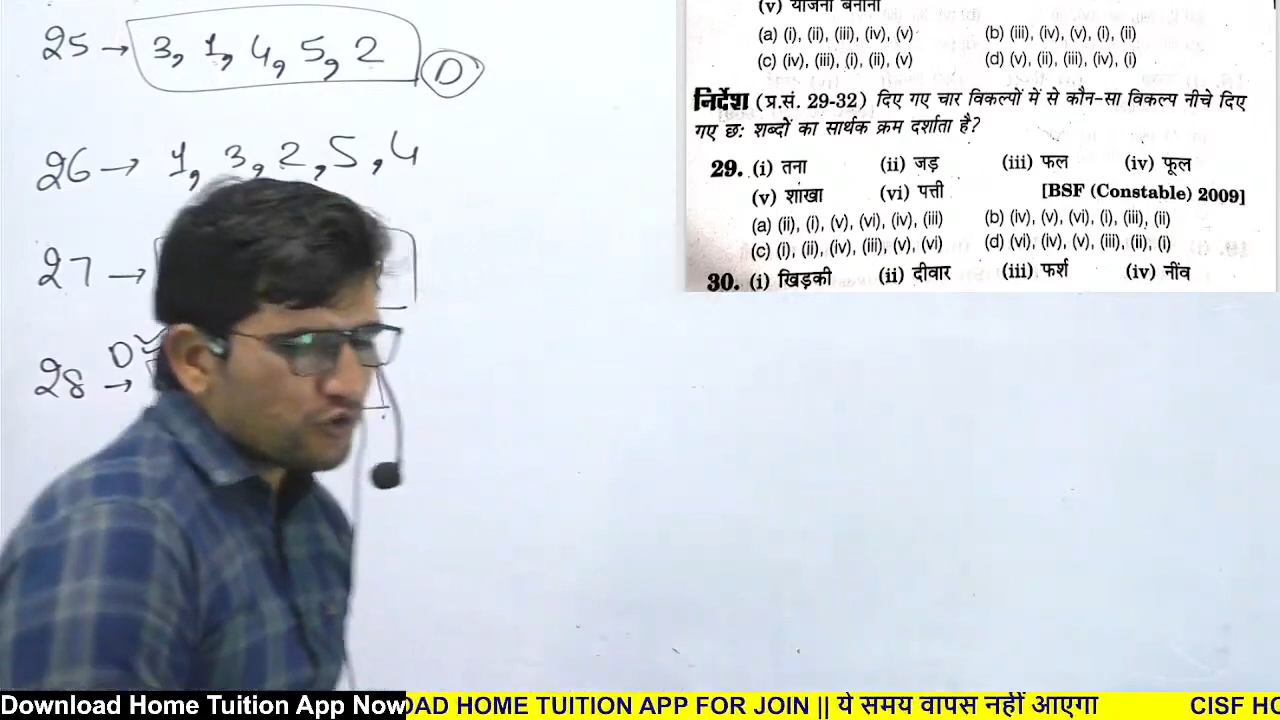 25 → 3, 1, 4, 5, 2 D
26 → 1, 3, 2, 5, 4
27 →
28 → D
(v) योजना बनाना
(a) (i), (ii), (iii), (iv), (v) (b) (iii), (iv), (v), (i), (ii)
(c) (iv), (iii), (i), (ii), (v) (d) (v), (ii), (iii), (iv), (i)
निर्देश (प्र.सं. 29-32) दिए गए चार विकल्पों में से कौन-सा विकल्प नीचे दिए
गए छः शब्दों का सार्थक क्रम दर्शाता है?
29. (i) तना (ii) जड़ (iii) फल (iv) फूल
(v) शाखा (vi) पत्ती [BSF (Constable) 2009]
(a) (ii), (i), (v), (vi), (iv), (iii) (b) (iv), (v), (vi), (i), (iii), (ii)
(c) (i), (ii), (iv), (iii), (v), (vi) (d) (vi), (iv), (v), (iii), (ii), (i)
30. (i) खिड़की (ii) दीवार (iii) फर्श (iv) नींव
Download Home Tuition App Now OAD HOME TUITION APP FOR JOIN || ये समय वापस नहीं आएगा CISF HO